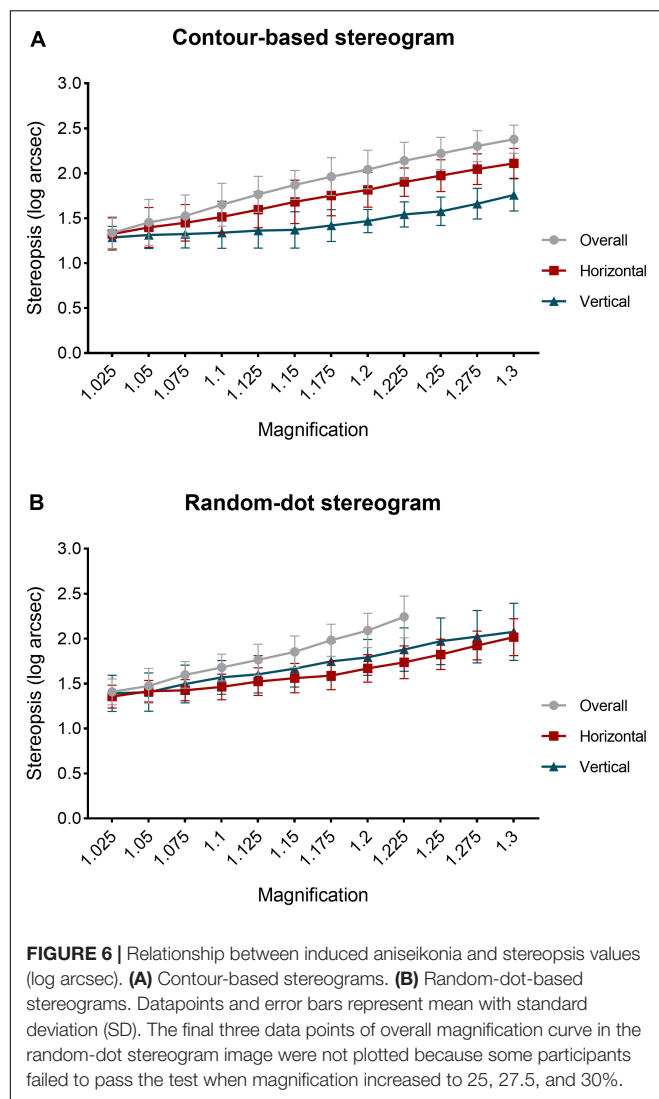 A
Contour-based stereogram
Stereopsis (log arcsec)
3.0
2.5
2.0
1.5
1.0
0.5
0.0
1.025 1.05 1.075 1.1 1.125 1.15 1.175 1.2 1.225 1.25 1.275 1.3
Magnification
Overall
Horizontal
Vertical
B
Random-dot stereogram
Stereopsis (log arcsec)
3.0
2.5
2.0
1.5
1.0
0.5
0.0
1.025 1.05 1.075 1.1 1.125 1.15 1.175 1.2 1.225 1.25 1.275 1.3
Magnification
Overall
Horizontal
Vertical
FIGURE 6 | Relationship between induced aniseikonia and stereopsis values
(log arcsec). (A) Contour-based stereograms. (B) Random-dot-based
stereograms. Datapoints and error bars represent mean with standard
deviation (SD). The final three data points of overall magnification curve in the
random-dot stereogram image were not plotted because some participants
failed to pass the test when magnification increased to 25, 27.5, and 30%.